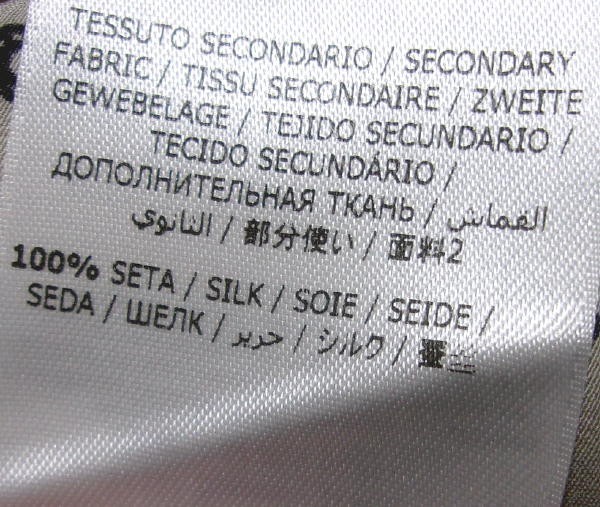 TESSUTO SECONDARIO / SECONDARY
FABRIC / TISSU SECONDAIRE / ZWEITE
GEWEBELAGE / TEJIDO SECUNDARIO /
TECIDO SECUNDÁRIO /
ДОПОЛНИТЕЛЬНАЯ ТКАНЬ / القماش
الثانوي / 部分使い / 面料2
100% SETA / SILK / SOIE / SEIDE /
SEDA / ШЕЛК / حرير / シルク /